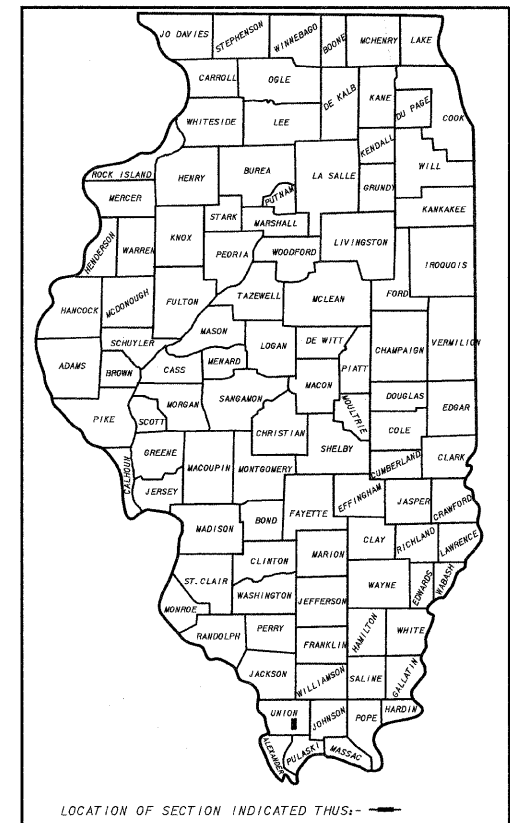 JO DAVIES
STEPHENSON
WINNEBAGO
BOONE
MCHENRY
LAKE
CARROLL
OGLE
DE KALB
KANE
DU PAGE
COOK
WHITESIDE
LEE
KENDALL
WILL
ROCK ISLAND
HENRY
BUREA
PUTNAM
LA SALLE
GRUNDY
MERCER
KANKAKEE
STARK
MARSHALL
HENDERSON
WARREN
KNOX
PEORIA
WOODFORD
LIVINGSTON
IROQUOIS
HANCOCK
MCDONOUGH
FULTON
TAZEWELL
MCLEAN
FORD
MASON
SCHUYLER
LOGAN
DE WITT
CHAMPAIGN
VERMILION
ADAMS
BROWN
CASS
MENARD
PIATT
MACON
PIKE
SCOTT
MORGAN
SANGAMON
MOULTRIE
DOUGLAS
EDGAR
CHRISTIAN
COLE
CALHOUN
GREENE
MACOUPIN
MONTGOMERY
SHELBY
CUMBERLAND
CLARK
JERSEY
FAYETTE
EFFINGHAM
JASPER
CRAWFORD
MADISON
BOND
MARION
CLAY
RICHLAND
LAWRENCE
CLINTON
ST. CLAIR
WASHINGTON
JEFFERSON
WAYNE
EDWARDS
WABASH
MONROE
RANDOLPH
PERRY
FRANKLIN
HAMILTON
WHITE
JACKSON
WILLIAMSON
SALINE
GALLATIN
UNION
JOHNSON
POPE
HARDIN
ALEXANDER
PULASKI
MASSAC
LOCATION OF SECTION INDICATED THUS:-